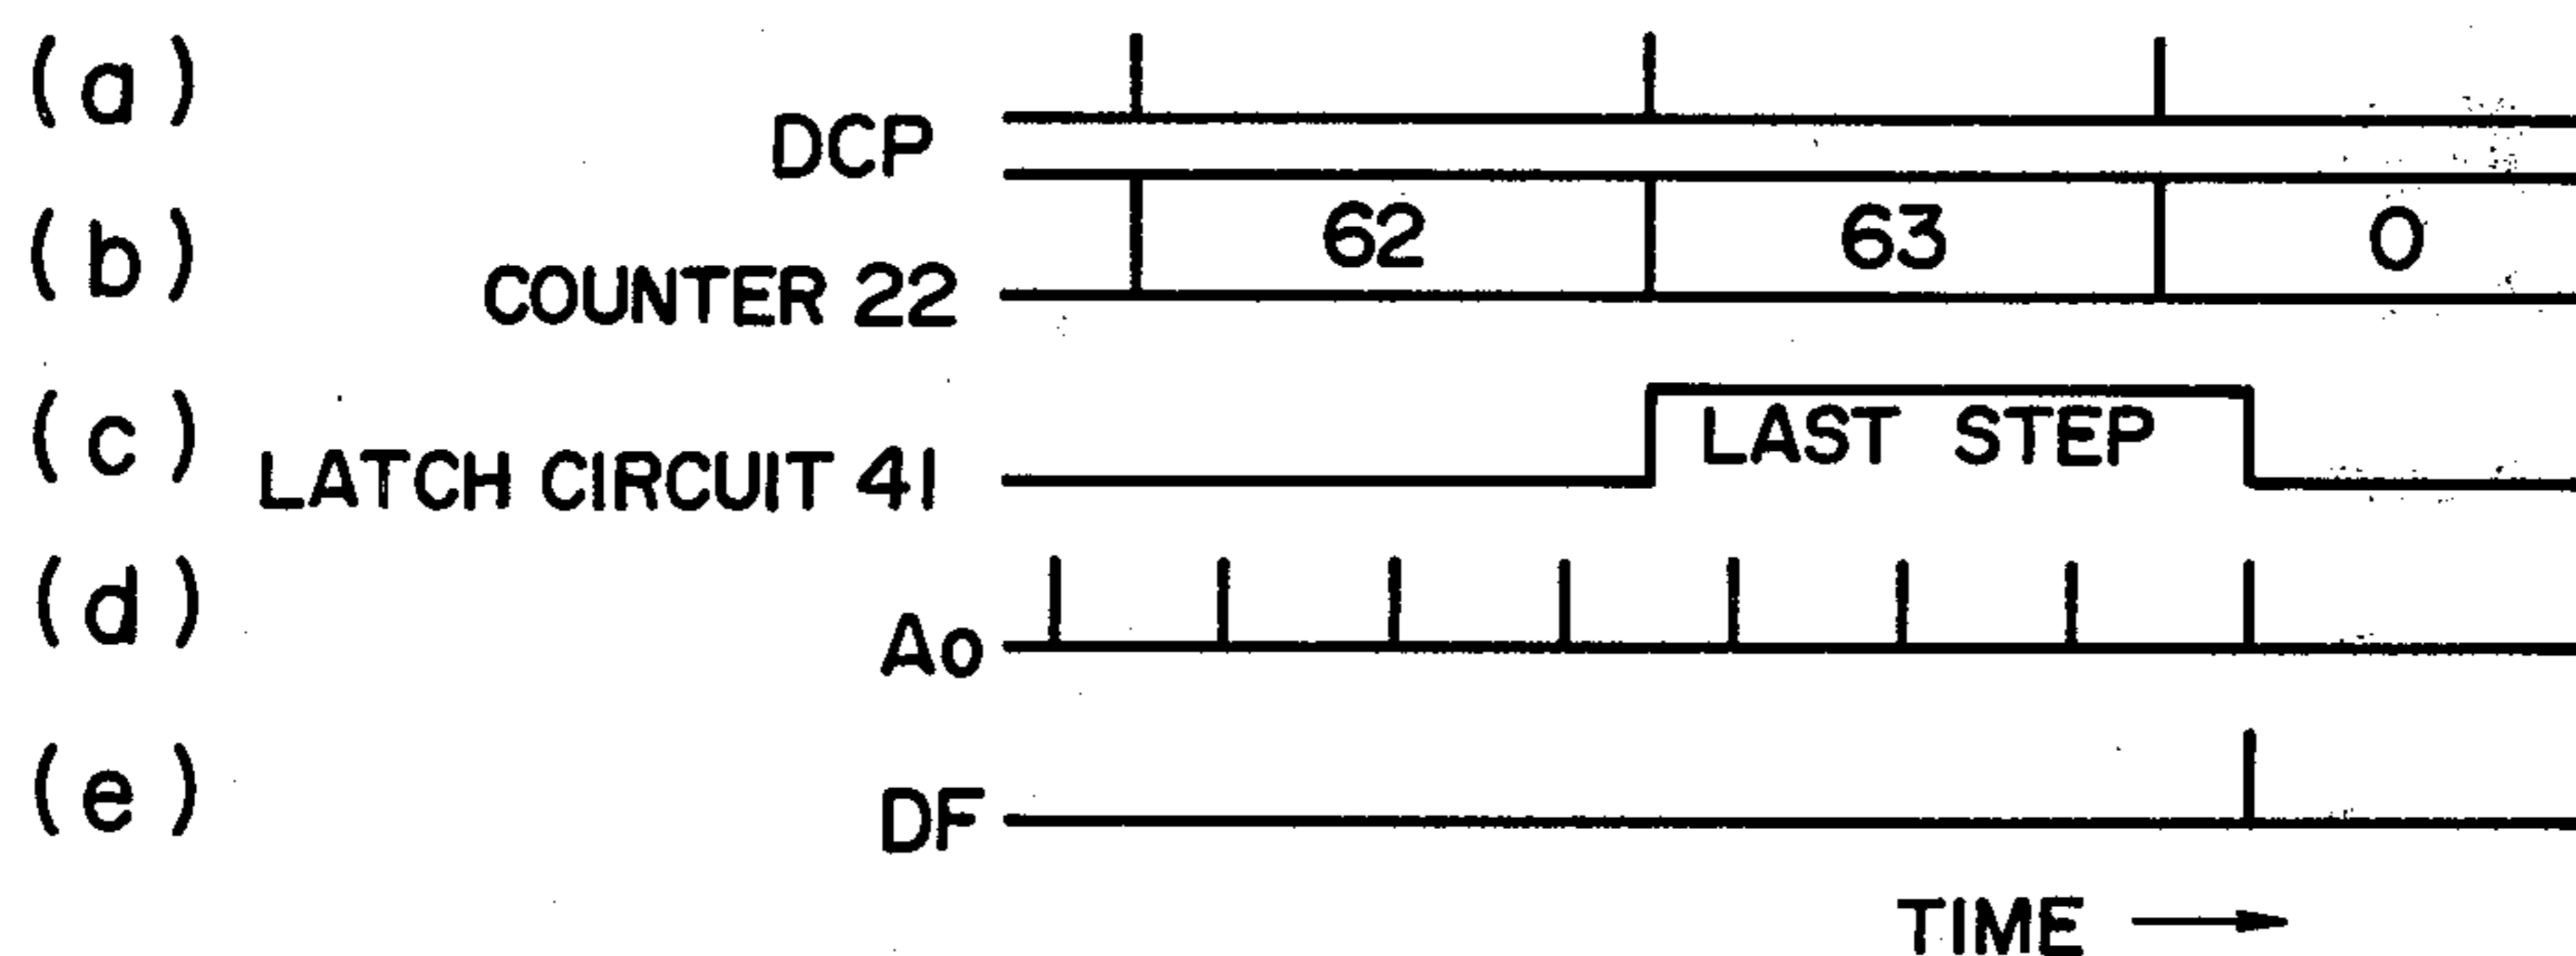 (a) DCP
(b) COUNTER 22 62 63 0
(c) LATCH CIRCUIT 41 LAST STEP
(d) Ao
(e) DF
TIME